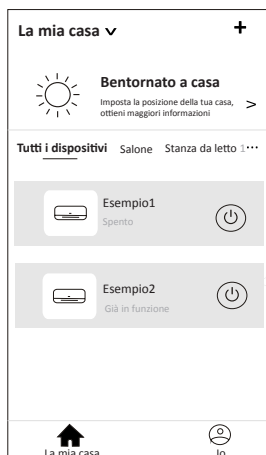 La mia casa
Bentornato a casa
Imposta la posizione della tua casa,
ottieni maggiori informazioni
Tutti i dispositivi Salone Stanza da letto 1...
Esempio1
Spento
Esempio2
Già in funzione
La mia casa Io